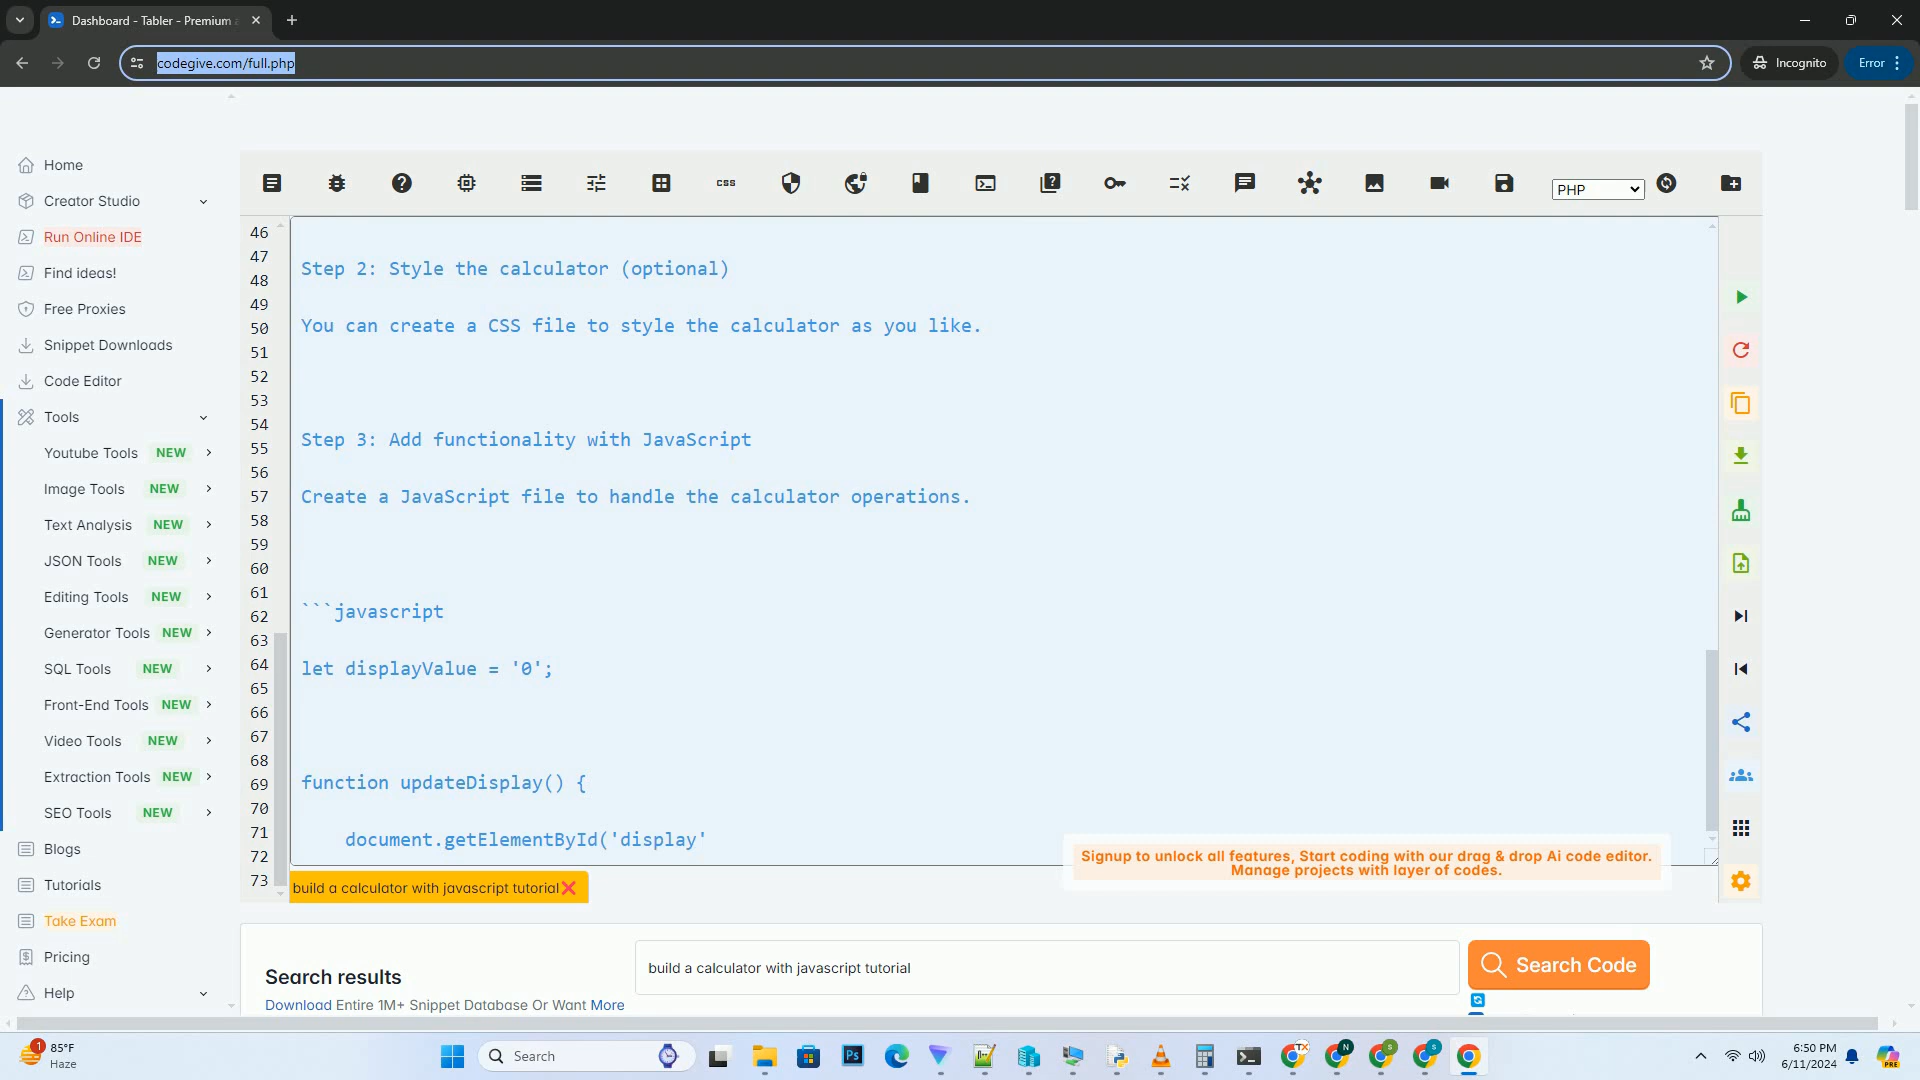 Dashboard - Tabler - Premium
codegive.com/full.php
Incognito
Error
Home
Creator Studio
Run Online IDE
Find ideas!
Free Proxies
Snippet Downloads
Code Editor
Tools
Youtube Tools NEW
Image Tools NEW
Text Analysis NEW
JSON Tools NEW
Editing Tools NEW
Generator Tools NEW
SQL Tools NEW
Front-End Tools NEW
Video Tools NEW
Extraction Tools NEW
SEO Tools NEW
Blogs
Tutorials
Take Exam
Pricing
Help
css
PHP
46
47
48
49
50
51
52
53
54
55
56
57
58
59
60
61
62
63
64
65
66
67
68
69
70
71
72
73
Step 2: Style the calculator (optional)
You can create a CSS file to style the calculator as you like.
Step 3: Add functionality with JavaScript
Create a JavaScript file to handle the calculator operations.
```javascript
let displayValue = '0';
function updateDisplay() {
document.getElementById('display'
Signup to unlock all features, Start coding with our drag & drop Ai code editor.
Manage projects with layer of codes.
build a calculator with javascript tutorial
Search results
Download Entire 1M+ Snippet Database Or Want More
build a calculator with javascript tutorial
Search Code
1
85°F
Haze
Search
Ps
TX
N
S
S
6:50 PM
6/11/2024
PRE